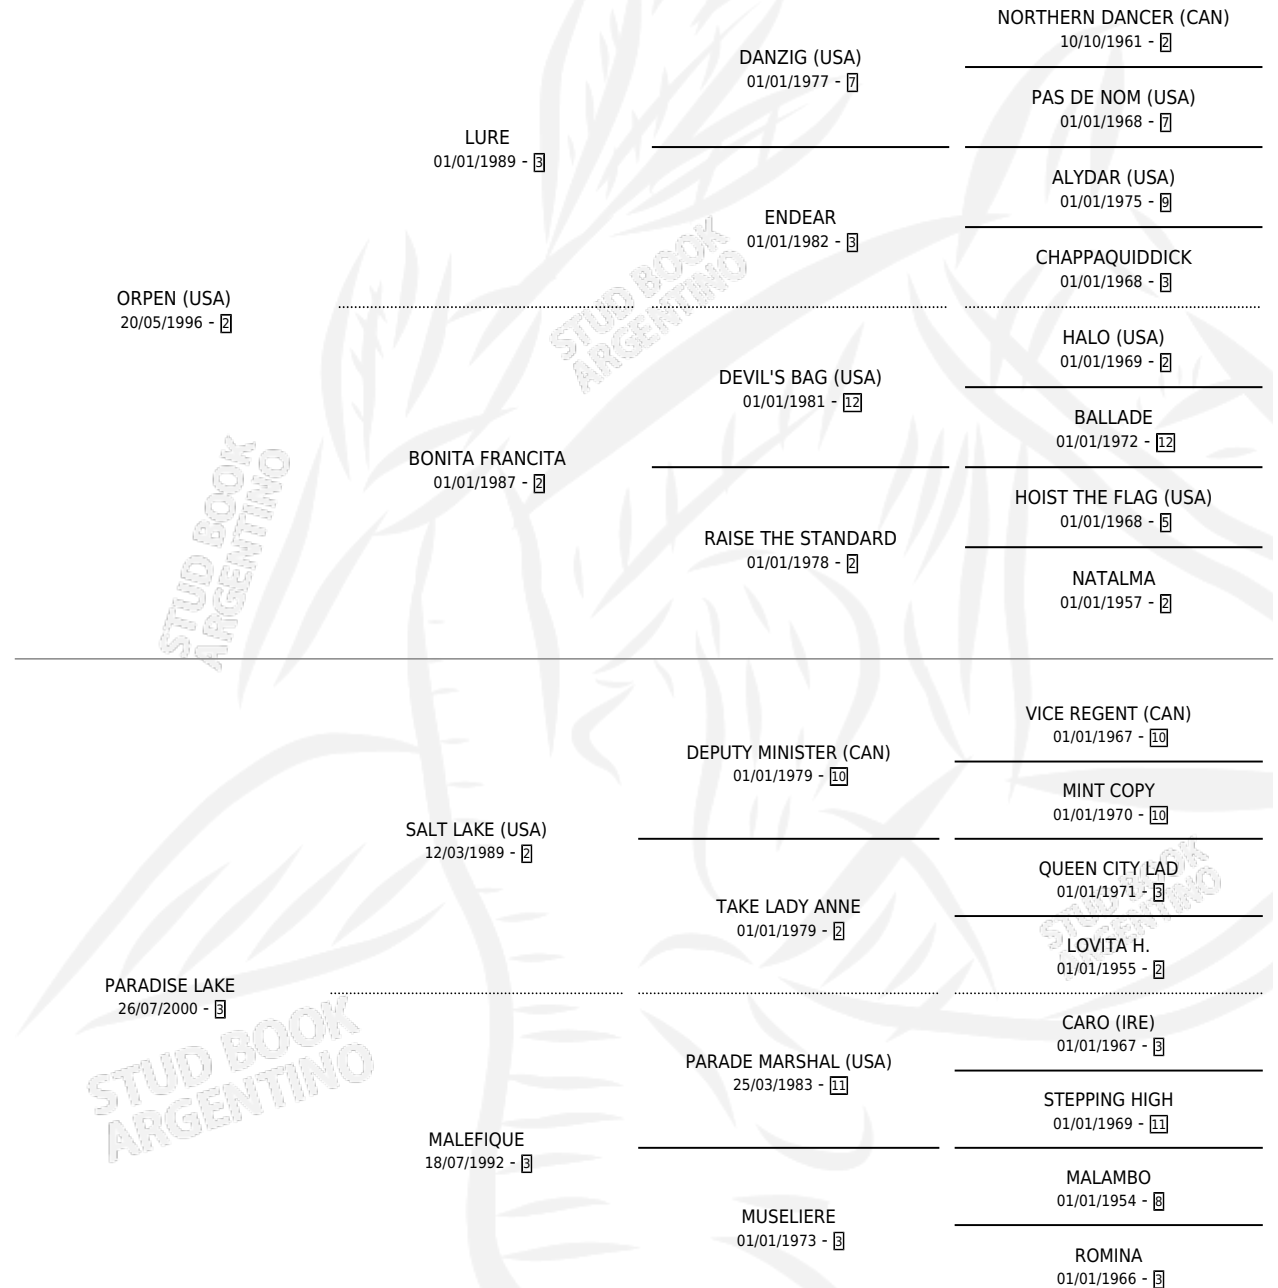 NORTHERN DANCER (CAN)
10/10/1961 - 2
DANZIG (USA)
01/01/1977 - 7
PAS DE NOM (USA)
01/01/1968 - 7
LURE
01/01/1989 - 3
ALYDAR (USA)
01/01/1975 - 9
ENDEAR
01/01/1982 - 3
CHAPPAQUIDDICK
01/01/1968 - 3
ORPEN (USA)
20/05/1996 - 2
HALO (USA)
01/01/1969 - 2
DEVIL'S BAG (USA)
01/01/1981 - 12
BALLADE
01/01/1972 - 12
BONITA FRANCITA
01/01/1987 - 2
HOIST THE FLAG (USA)
01/01/1968 - 5
RAISE THE STANDARD
01/01/1978 - 2
NATALMA
01/01/1957 - 2
VICE REGENT (CAN)
01/01/1967 - 10
DEPUTY MINISTER (CAN)
01/01/1979 - 10
MINT COPY
01/01/1970 - 10
SALT LAKE (USA)
12/03/1989 - 2
QUEEN CITY LAD
01/01/1971 - 3
TAKE LADY ANNE
01/01/1979 - 2
LOVITA H.
01/01/1955 - 2
PARADISE LAKE
26/07/2000 - 3
CARO (IRE)
01/01/1967 - 3
PARADE MARSHAL (USA)
25/03/1983 - 11
STEPPING HIGH
01/01/1969 - 11
MALEFIQUE
18/07/1992 - 3
MALAMBO
01/01/1954 - 8
MUSELIERE
01/01/1973 - 3
ROMINA
01/01/1966 - 3
STUD BOOK
ARGENTINO
STUD BOOK
ARGENTINO
STUD BOOK
ARGENTINO
STUD BOOK
ARGENTINO